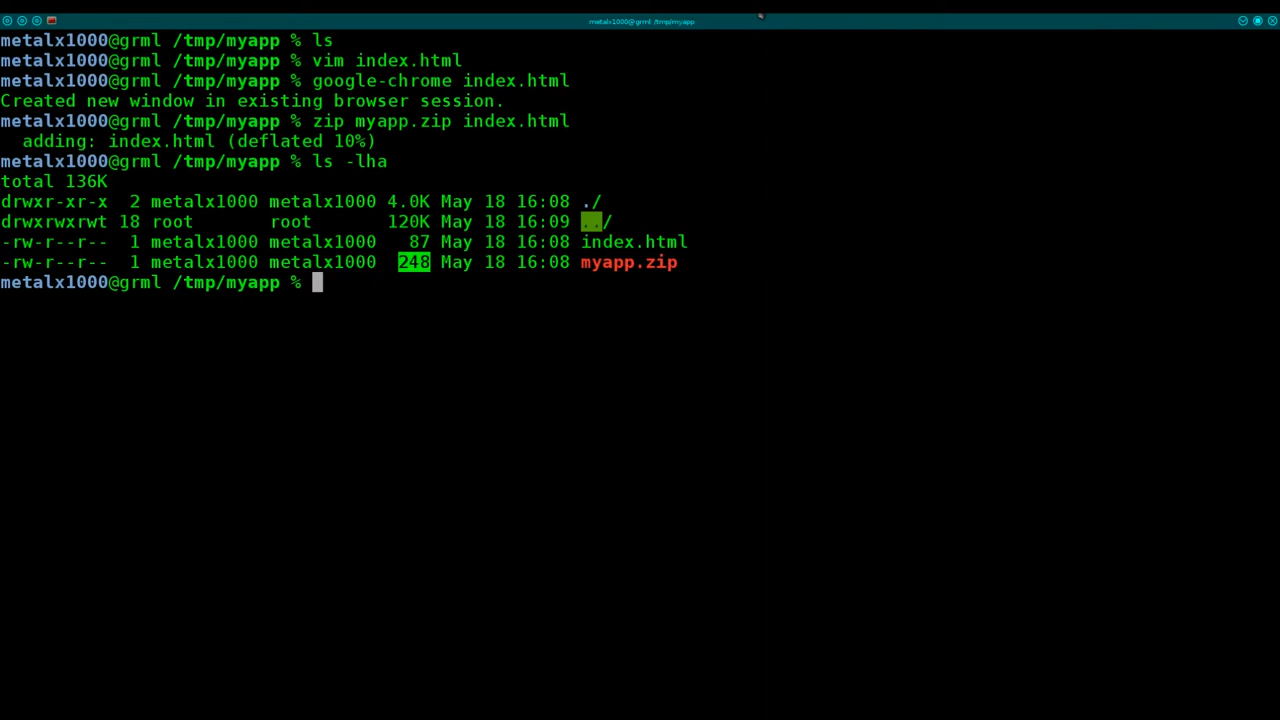 metalx1000@grml /tmp/myapp
metalx1000@grml /tmp/myapp % ls
metalx1000@grml /tmp/myapp % vim index.html
metalx1000@grml /tmp/myapp % google-chrome index.html
Created new window in existing browser session.
metalx1000@grml /tmp/myapp % zip myapp.zip index.html
  adding: index.html (deflated 10%)
metalx1000@grml /tmp/myapp % ls -lha
total 136K
drwxr-xr-x  2 metalx1000 metalx1000 4.0K May 18 16:08 ./
drwxrwxrwt 18 root       root       120K May 18 16:09 ../
-rw-r--r--  1 metalx1000 metalx1000   87 May 18 16:08 index.html
-rw-r--r--  1 metalx1000 metalx1000  248 May 18 16:08 myapp.zip
metalx1000@grml /tmp/myapp %